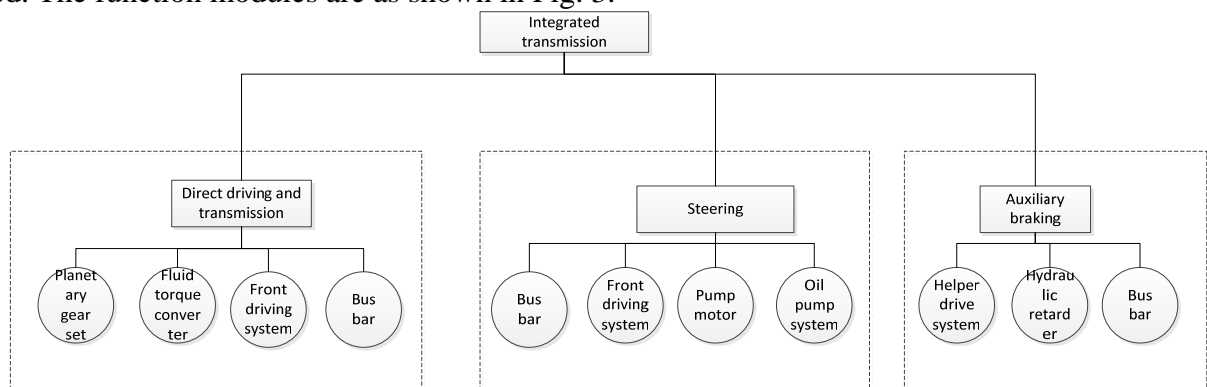 ed. The function modules are as shown in Fig. 3.
Integrated
transmission
Direct driving and
transmission
Steering
Auxiliary
braking
Planet
ary
gear
set
Fluid
torque
conver
ter
Front
driving
system
Bus
bar
Bus
bar
Front
driving
system
Pump
motor
Oil
pump
system
Helper
drive
system
Hydrau
lic
retard
er
Bus
bar